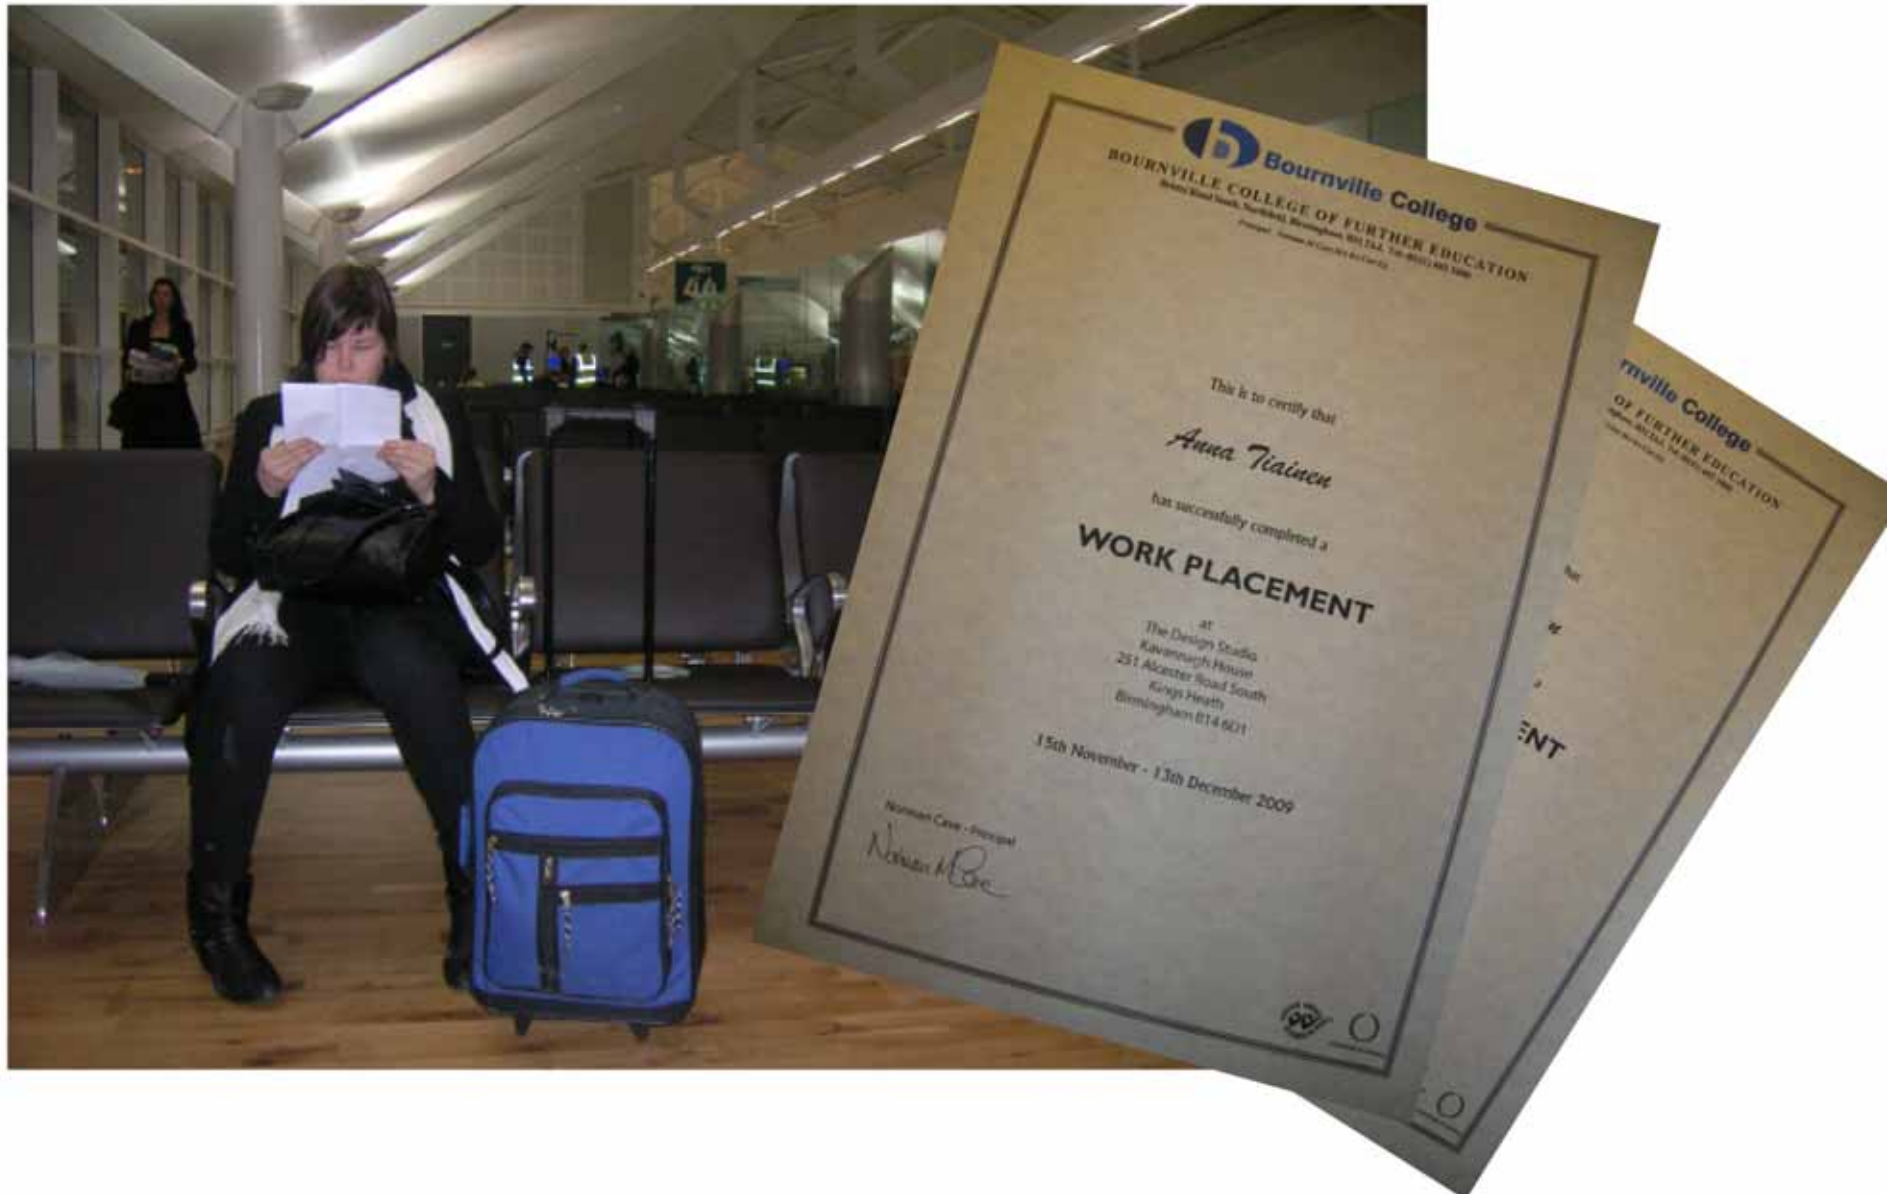 44
Bournville College
BOURNVILLE COLLEGE OF FURTHER EDUCATION
This is to certify that
Anna Tiainen
has successfully completed a
WORK PLACEMENT
at
The Design Studio
Kavannagh House
251 Alcester Road South
Kings Heath
Birmingham B14 6DT
15th November - 13th December 2009
Norman Cave - Principal
rnville College
OF FURTHER EDUCATION
ENT